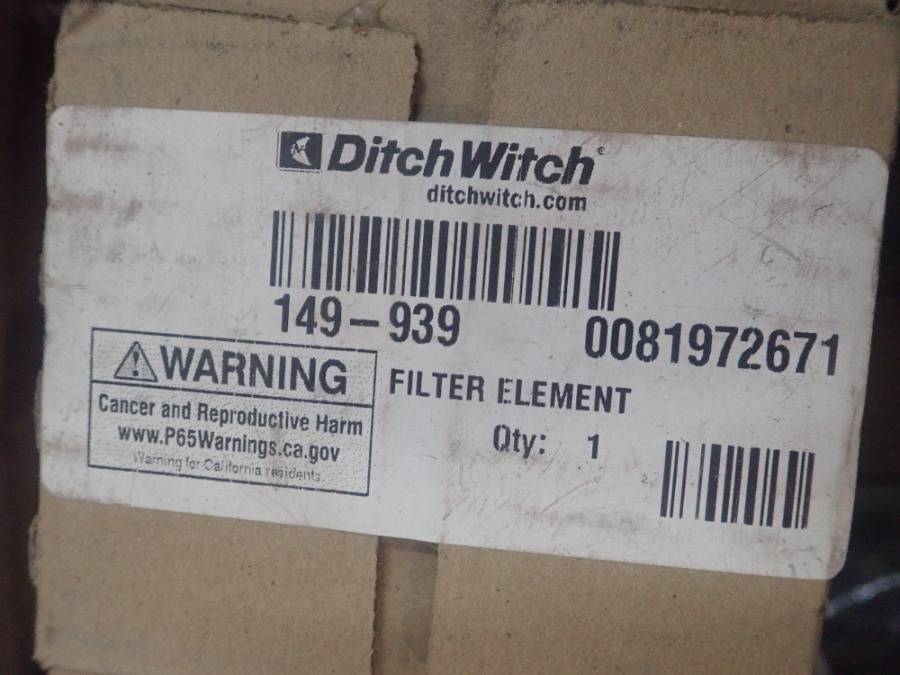 DitchWitch®
ditchwitch.com
149-939 0081972671
WARNING
Cancer and Reproductive Harm
www.P65Warnings.ca.gov
Warning for California residents.
FILTER ELEMENT
Qty: 1